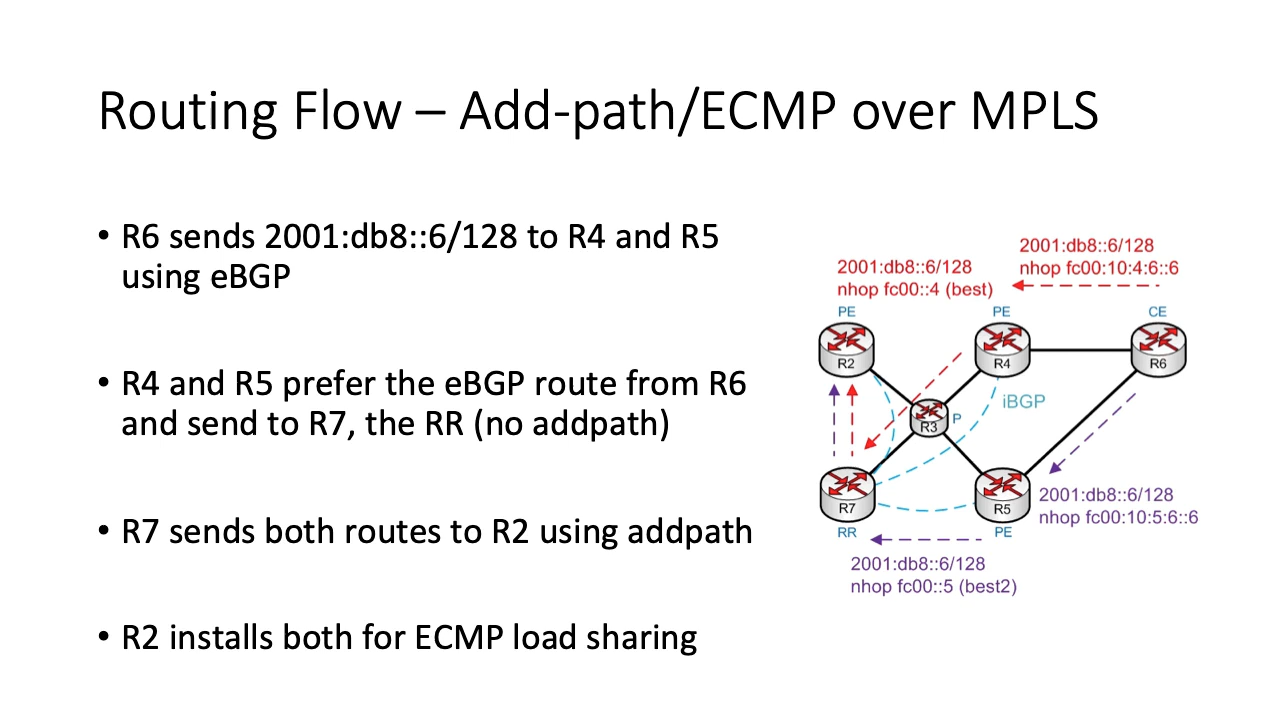 Routing Flow – Add-path/ECMP over MPLS
• R6 sends 2001:db8::6/128 to R4 and R5
using eBGP
• R4 and R5 prefer the eBGP route from R6
and send to R7, the RR (no addpath)
• R7 sends both routes to R2 using addpath
• R2 installs both for ECMP load sharing
2001:db8::6/128
nhop fc00:10:4:6::6
2001:db8::6/128
nhop fc00::4 (best)
PE
PE
CE
R2
R4
R6
iBGP
R3
P
R7
R5
2001:db8::6/128
nhop fc00:10:5:6::6
RR
PE
2001:db8::6/128
nhop fc00::5 (best2)